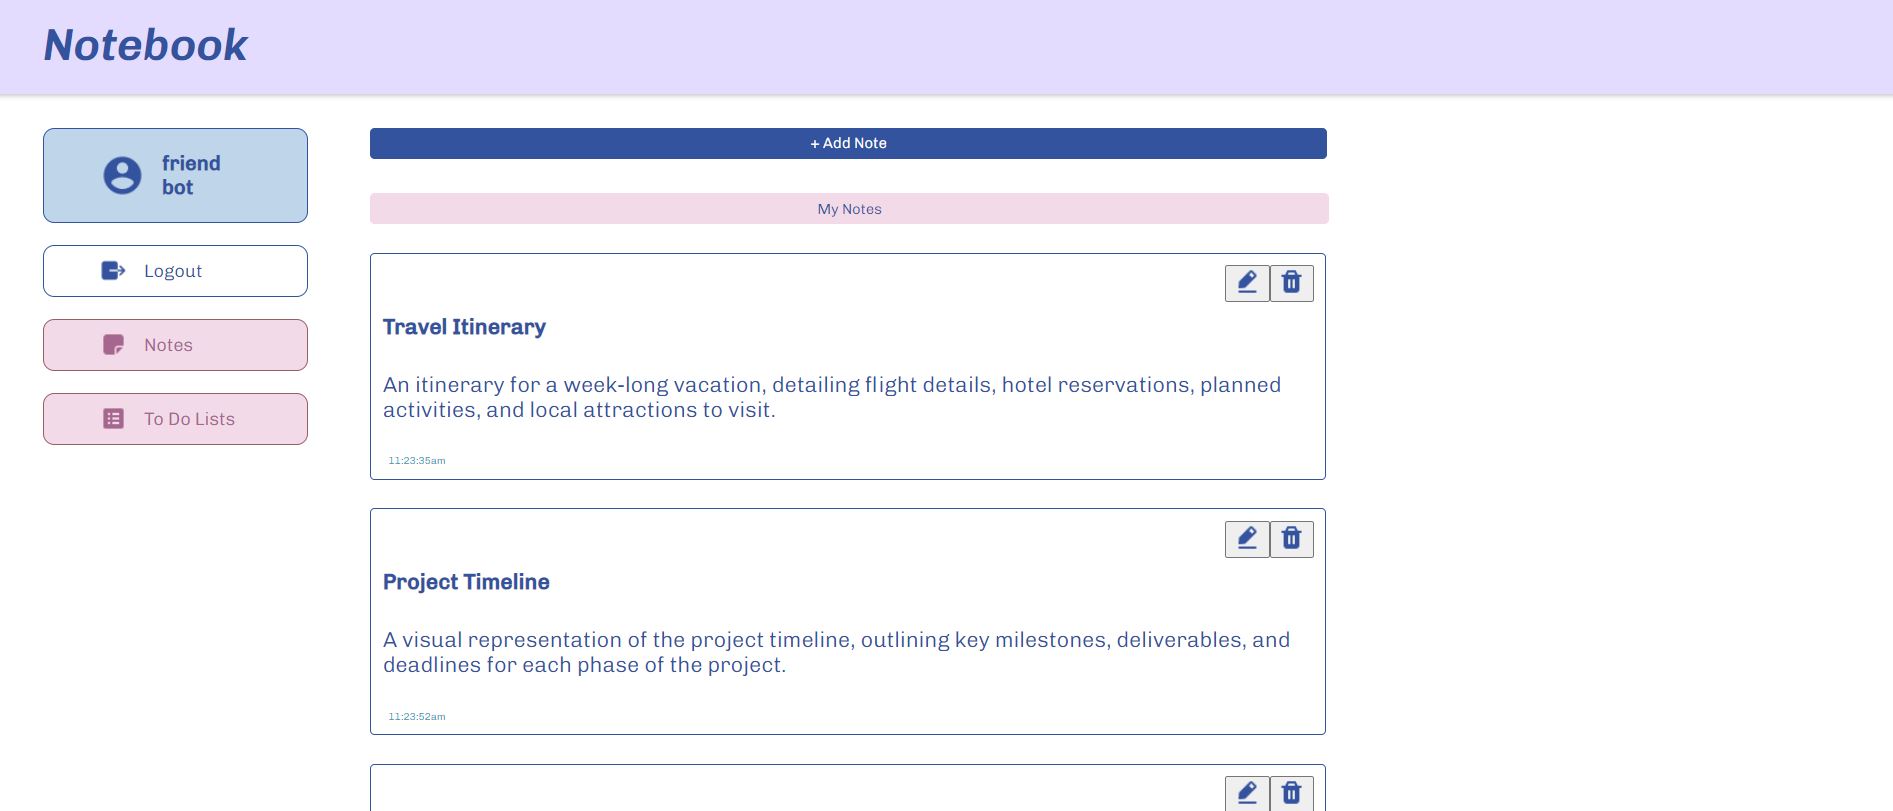 Notebook
friend
bot
Logout
Notes
To Do Lists
+ Add Note
My Notes
Travel Itinerary
An itinerary for a week-long vacation, detailing flight details, hotel reservations, planned
activities, and local attractions to visit.
11:23:35am
Project Timeline
A visual representation of the project timeline, outlining key milestones, deliverables, and
deadlines for each phase of the project.
11:23:52am